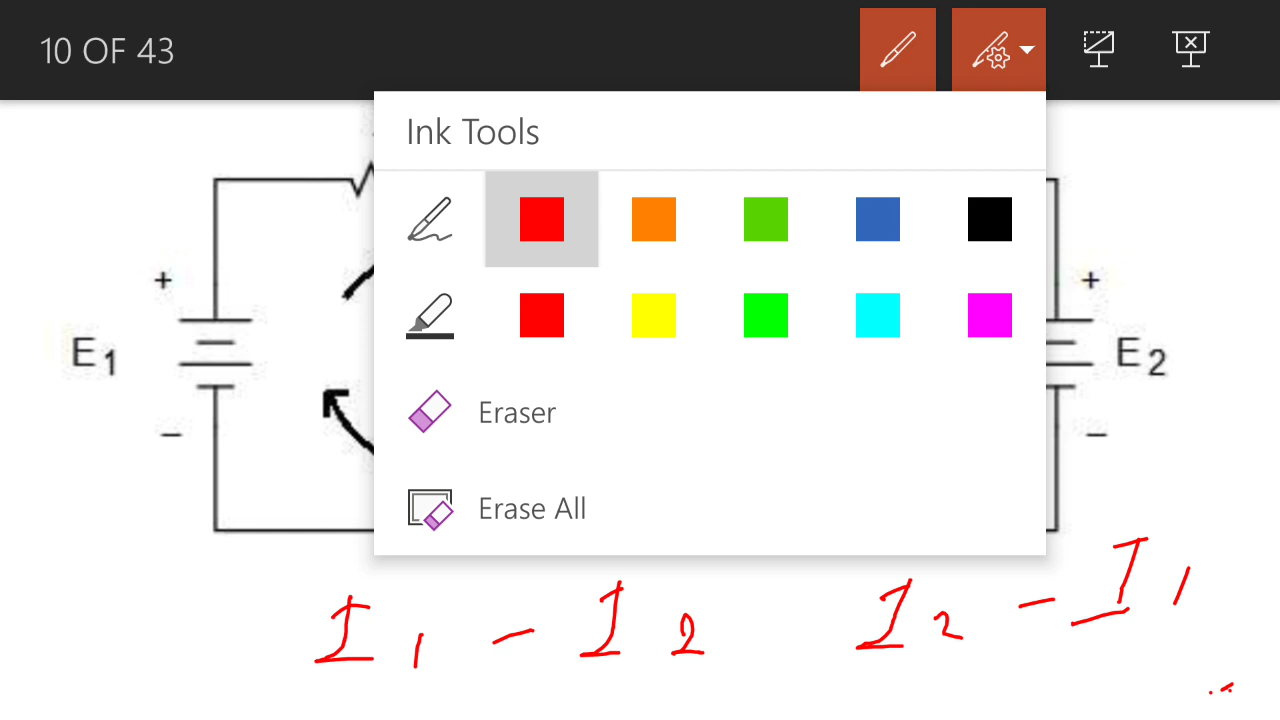 10 OF 43
Ink Tools
+ +
E1 E2
Eraser
− −
Erase All
I1 − I2 I2 − I1